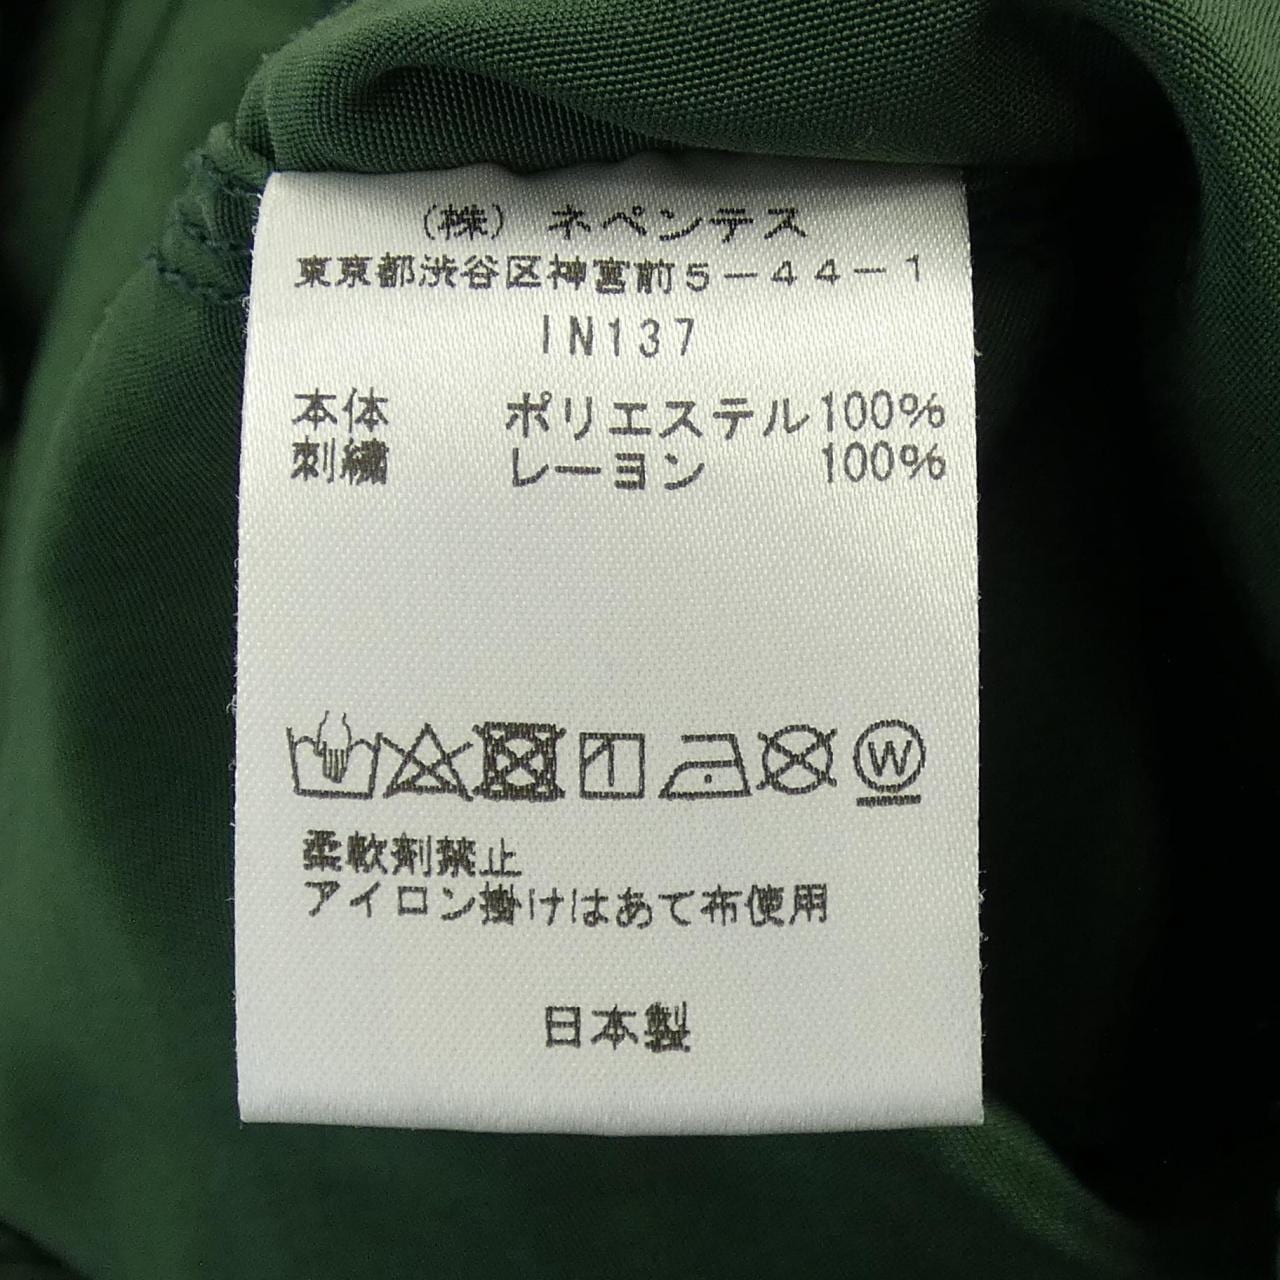 (株) ネペンテス
東京都渋谷区神宮前5-44-1
IN137
本体 ポリエステル100%
刺繍 レーヨン 100%
W
柔軟剤禁止
アイロン掛けはあて布使用
日本製